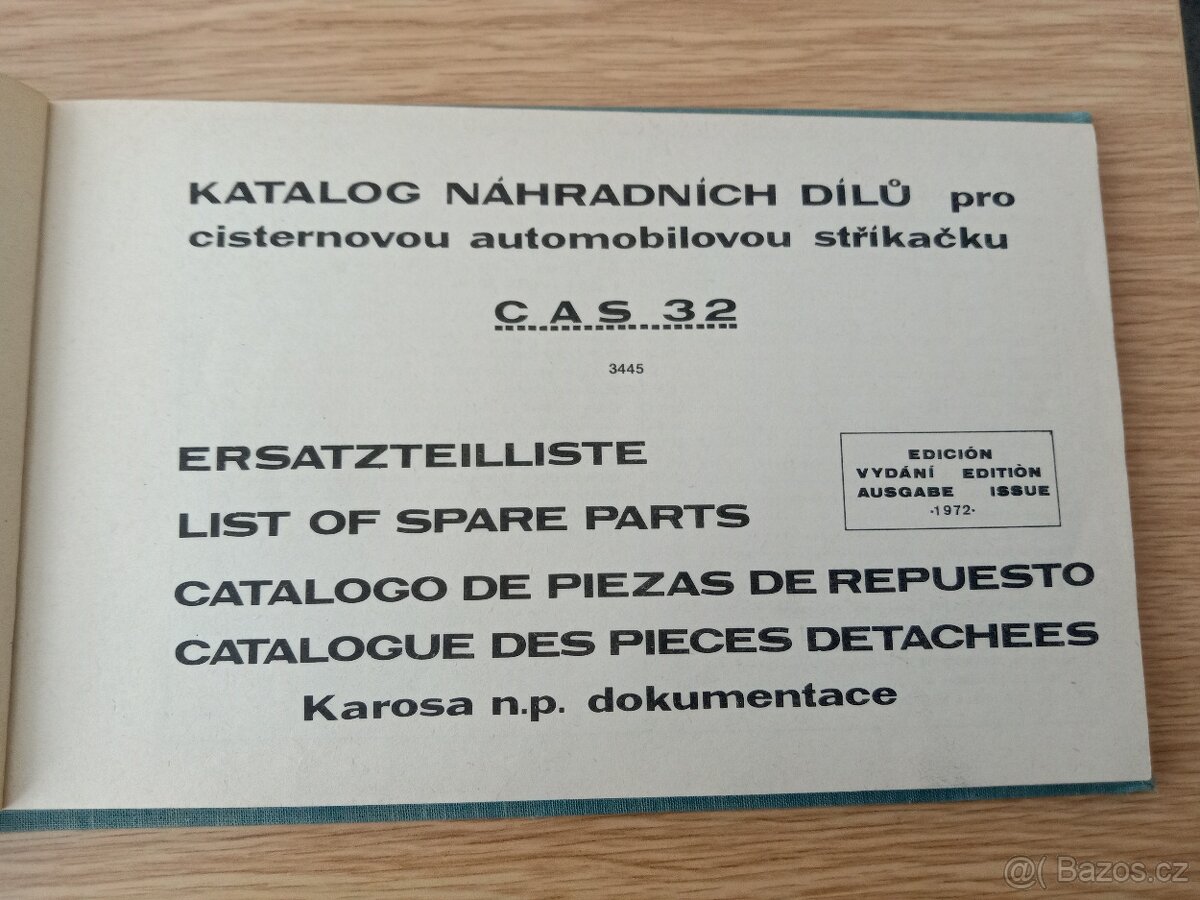 KATALOG NÁHRADNÍCH DÍLŮ pro
cisternovou automobilovou stříkačku
CAS 32
3445
ERSATZTEILLISTE
LIST OF SPARE PARTS
CATALOGO DE PIEZAS DE REPUESTO
CATALOGUE DES PIECES DETACHEES
Karosa n.p. dokumentace
EDICIÓN
VYDÁNÍ EDITIÒN
AUSGABE ISSUE
·1972·
@( Bazos.cz